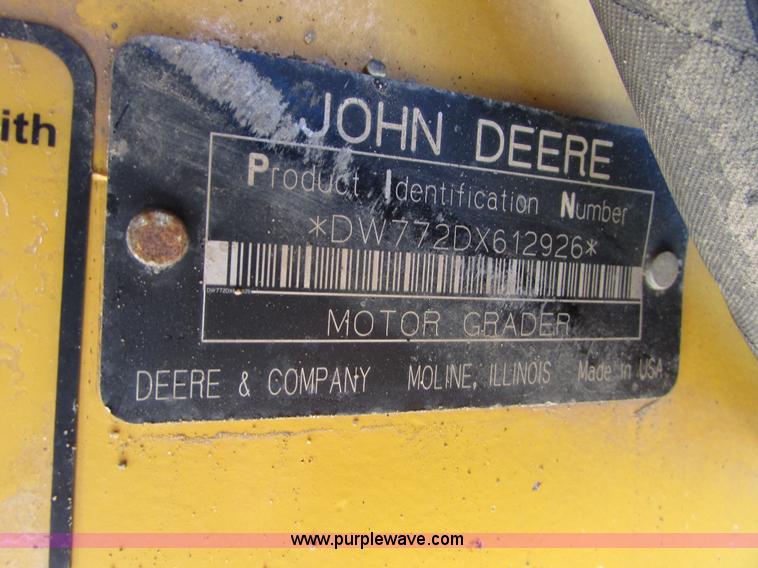 ith
JOHN DEERE
Product Identification Number
*DW772DX612926*
MOTOR GRADER
DEERE & COMPANY MOLINE, ILLINOIS Made in USA
www.purplewave.com